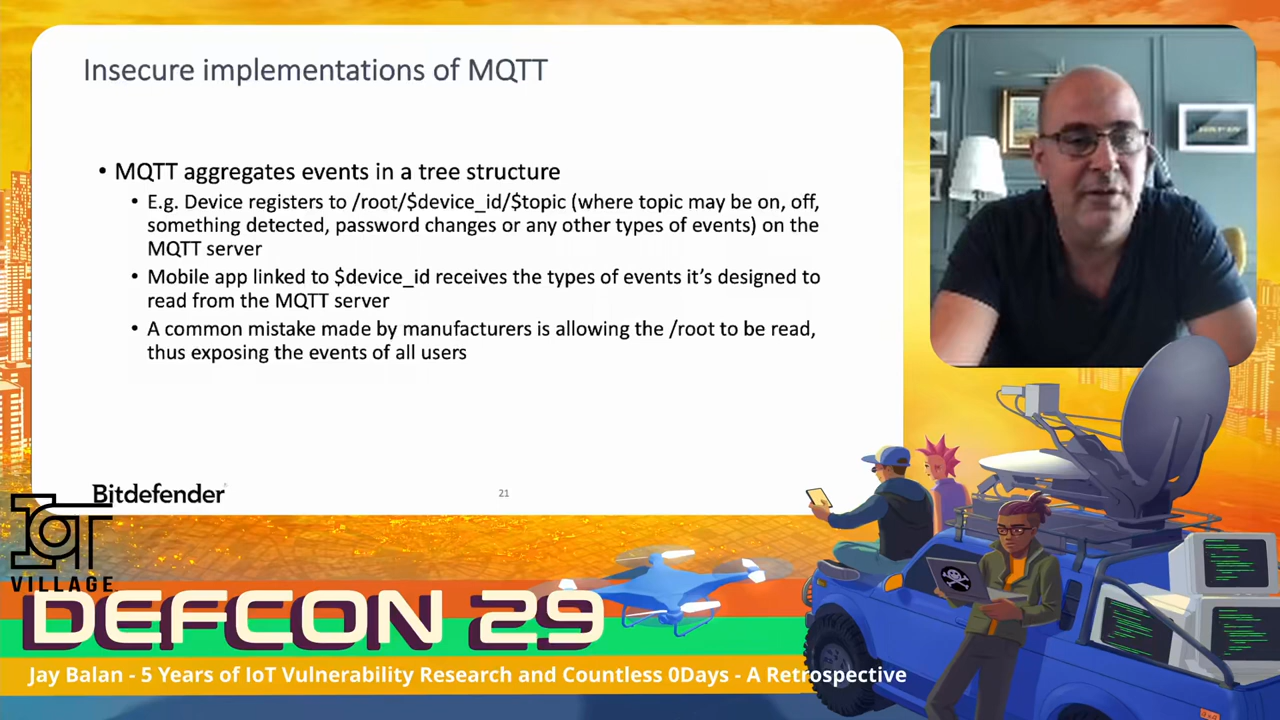 Insecure implementations of MQTT
• MQTT aggregates events in a tree structure
• E.g. Device registers to /root/$device_id/$topic (where topic may be on, off,
something detected, password changes or any other types of events) on the
MQTT server
• Mobile app linked to $device_id receives the types of events it's designed to
read from the MQTT server
• A common mistake made by manufacturers is allowing the /root to be read,
thus exposing the events of all users
Bitdefender
21
IoT
VILLAGE
DEFCON 29
Jay Balan - 5 Years of IoT Vulnerability Research and Countless 0Days - A Retrospective